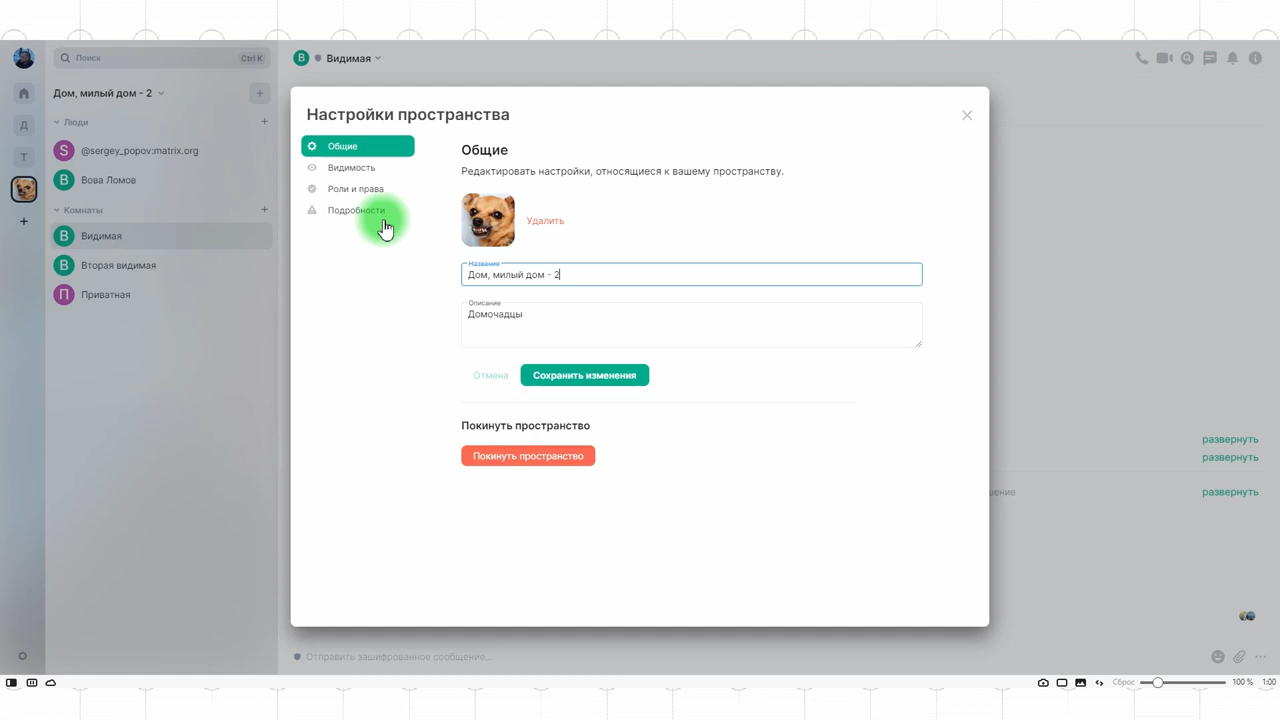 Поиск
Ctrl K
Дом, милый дом - 2
Люди
S
@sergey_popov:matrix.org
В
Вова Ломов
Комнаты
В
Видимая
В
Вторая видимая
П
Приватная
Д
Т
В
Видимая
Настройки пространства
Общие
Видимость
Роли и права
Подробности
Общие
Редактировать настройки, относящиеся к вашему пространству.
Удалить
Название
Дом, милый дом - 2
Описание
Домочадцы
Отмена
Сохранить изменения
Покинуть пространство
Покинуть пространство
развернуть
развернуть
развернуть
Отправить зашифрованное сообщение...
Сброс
100 %
1:00